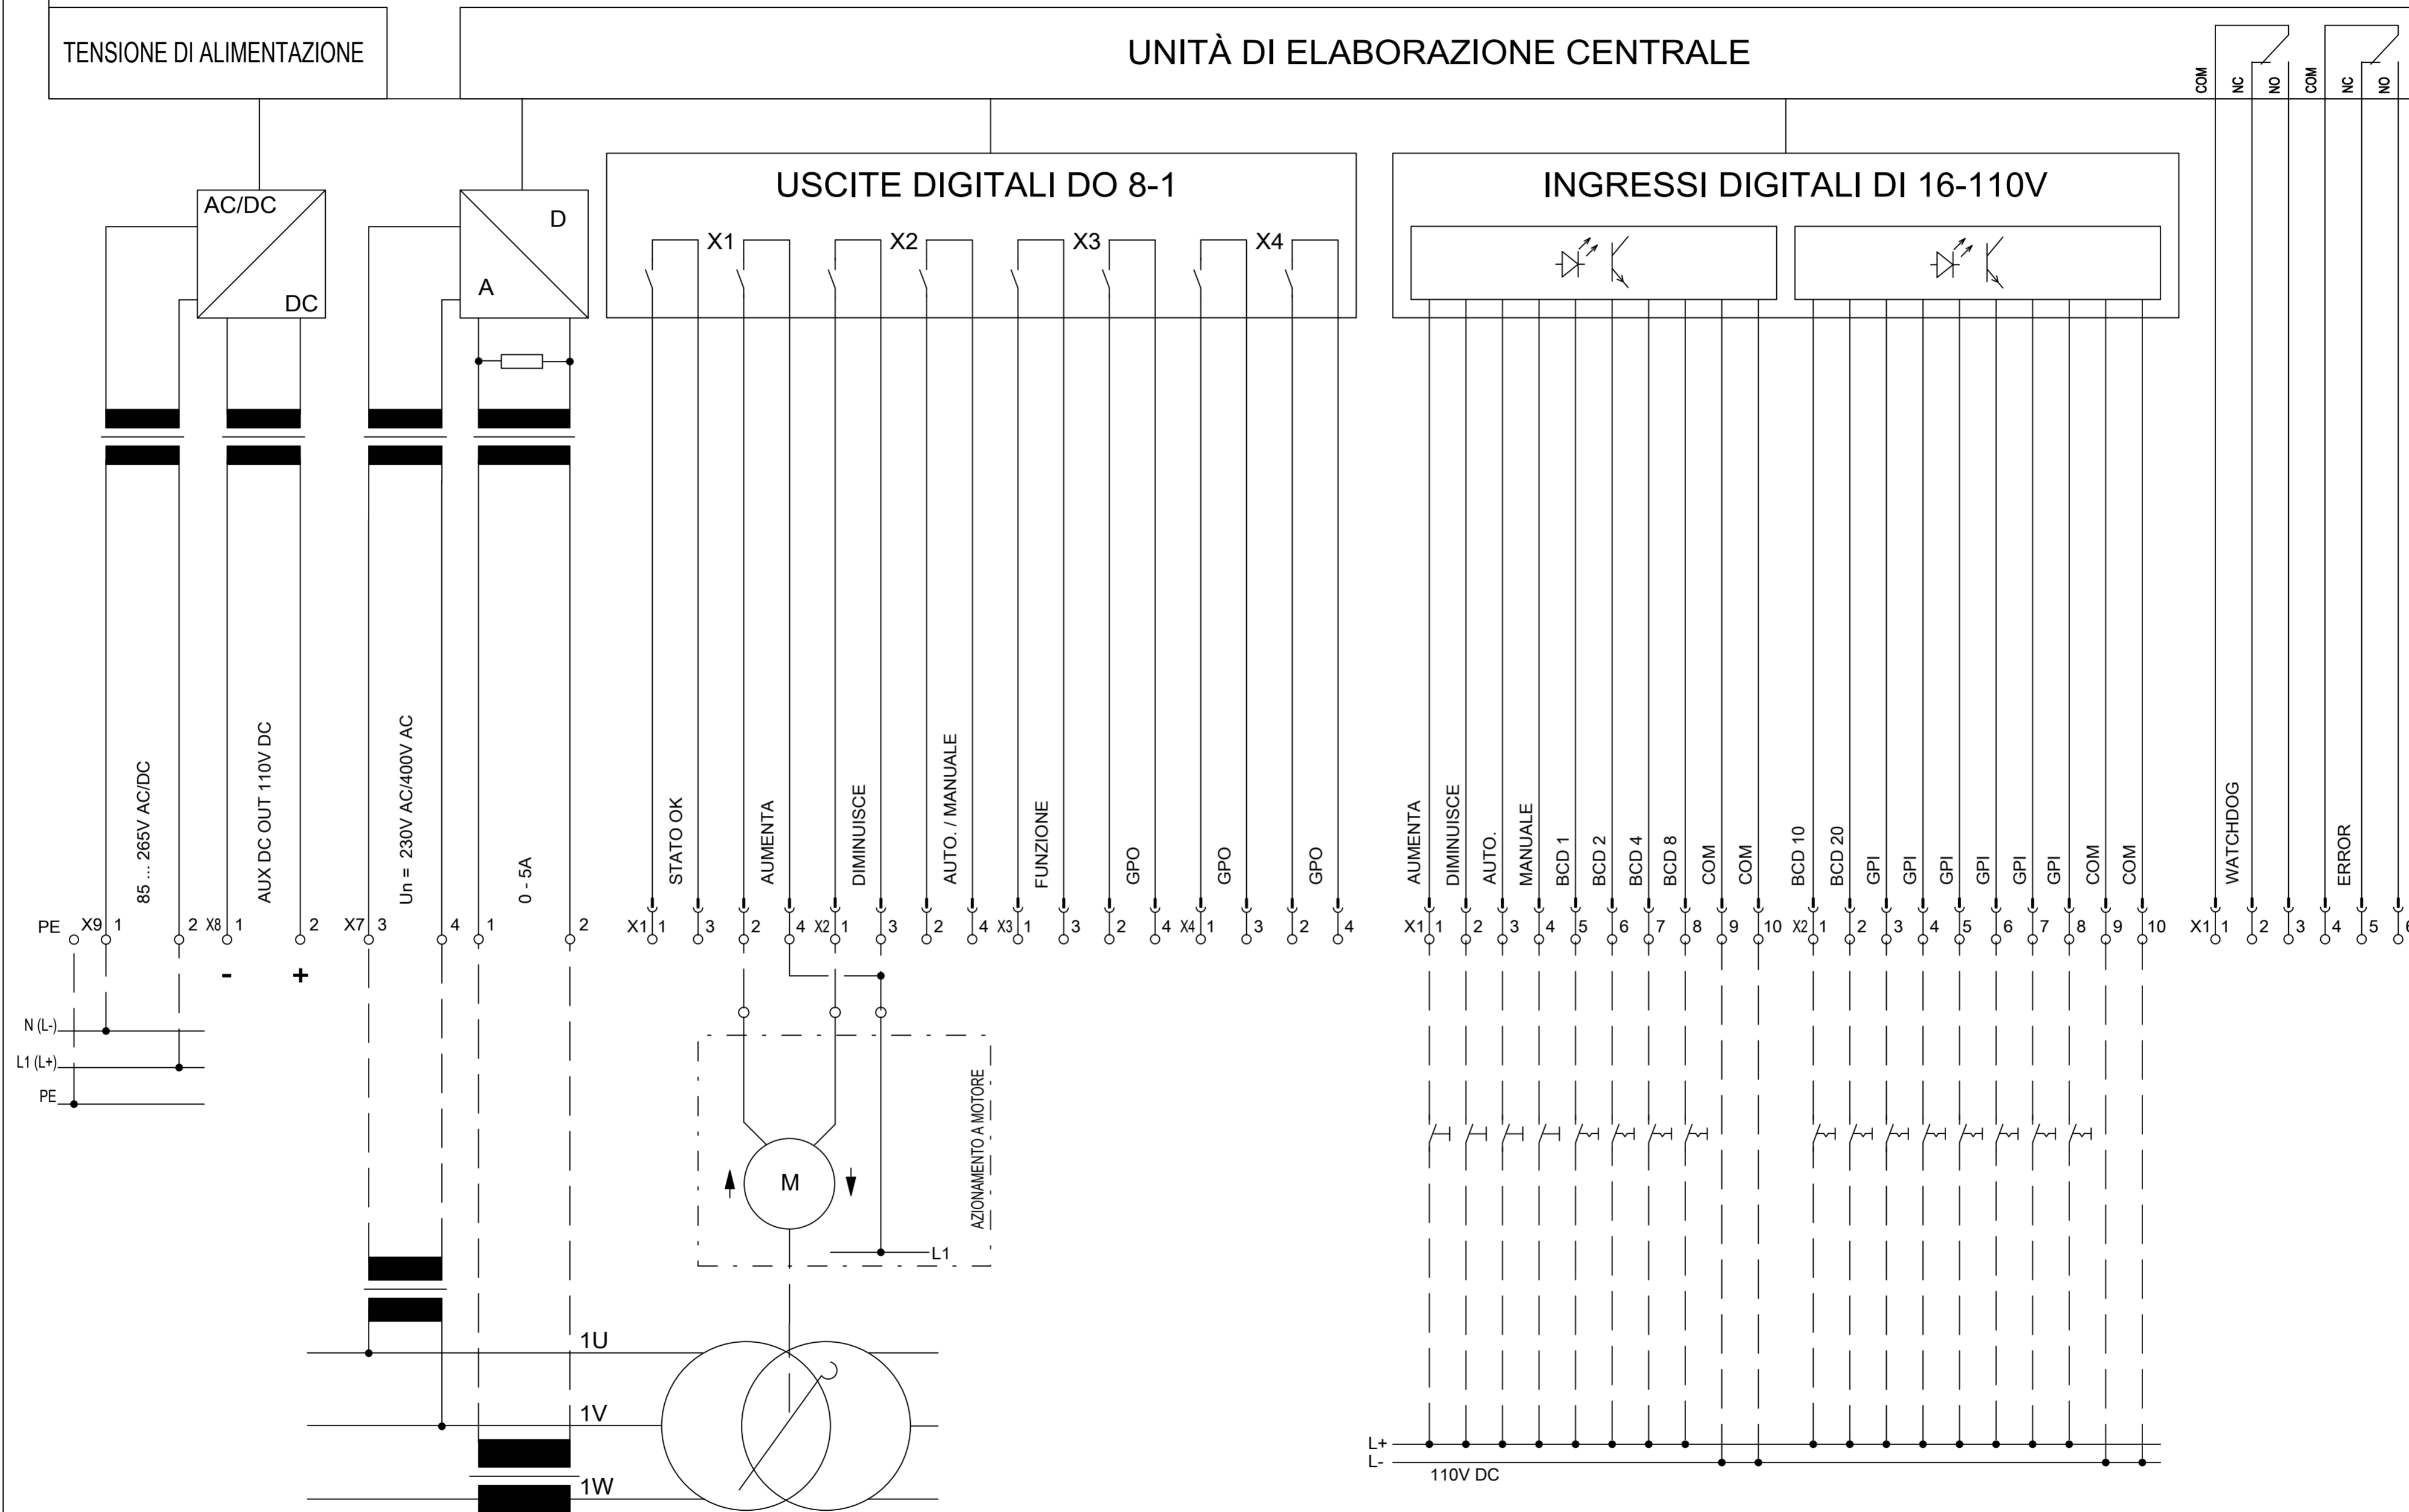 TENSIONE DI ALIMENTAZIONE
UNITÀ DI ELABORAZIONE CENTRALE
COM
NC
NO
COM
NC
NO
AC/DC
DC
D
A
USCITE DIGITALI DO 8-1
X1
X2
X3
X4
INGRESSI DIGITALI DI 16-110V
85 ... 265V AC/DC
AUX DC OUT 110V DC
Un = 230V AC/400V AC
0 - 5A
STATO OK
AUMENTA
DIMINUISCE
AUTO. / MANUALE
FUNZIONE
GPO
GPO
GPO
AUMENTA
DIMINUISCE
AUTO.
MANUALE
BCD 1
BCD 2
BCD 4
BCD 8
COM
COM
BCD 10
BCD 20
GPI
GPI
GPI
GPI
GPI
GPI
COM
COM
WATCHDOG
ERROR
PE X9 1 2 X8 1 2 X7 3 4 1 2 X1 1 3 2 4 X2 1 3 2 4 X3 1 3 2 4 X4 1 3 2 4 X1 1 2 3 4 5 6 7 8 9 10 X2 1 2 3 4 5 6 7 8 9 10 X1 1 2 3 4 5 6
- +
N (L-)
L1 (L+)
PE
AZIONAMENTO A MOTORE
M
L1
1U
1V
1W
L+
L-
110V DC